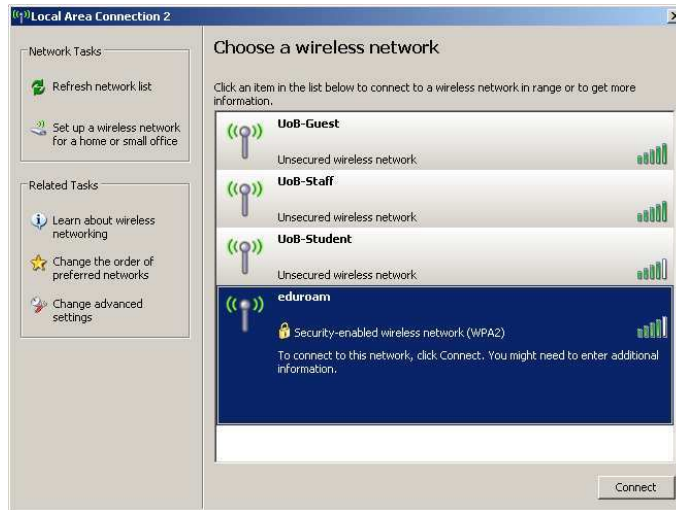 Local Area Connection 2
Network Tasks
Refresh network list
Set up a wireless network
for a home or small office
Related Tasks
Learn about wireless
networking
Change the order of
preferred networks
Change advanced
settings
Choose a wireless network
Click an item in the list below to connect to a wireless network in range or to get more
information.
UoB-Guest
Unsecured wireless network
UoB-Staff
Unsecured wireless network
UoB-Student
Unsecured wireless network
eduroam
Security-enabled wireless network (WPA2)
To connect to this network, click Connect. You might need to enter additional
information.
Connect